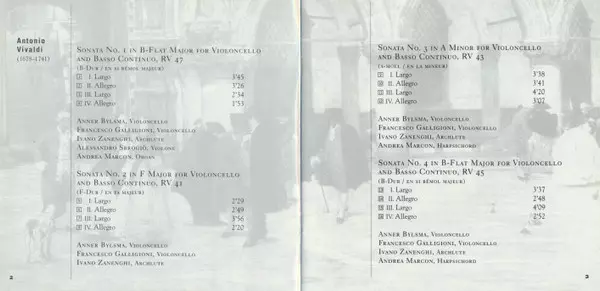 Antonio
Vivaldi
(1678-1741)
Sonata No. 1 in B-Flat Major for Violoncello
and Basso Continuo, RV 47
(B-Dur / en si bémol majeur)
1 I. Largo 3'45
2 II. Allegro 3'26
3 III. Largo 2'34
4 IV. Allegro 1'53
Anner Bylsma, Violoncello
Francesco Galligioni, Violoncello
Ivano Zanenghi, Archlute
Alessandro Sbrogiò, Violone
Andrea Marcon, Organ
Sonata No. 2 in F Major for Violoncello
and Basso Continuo, RV 41
(F-Dur / en fa majeur)
5 I. Largo 2'29
6 II. Allegro 2'49
7 III. Largo 3'56
8 IV. Allegro 2'20
Anner Bylsma, Violoncello
Francesco Galligioni, Violoncello
Ivano Zanenghi, Archlute
2
Sonata No. 3 in A Minor for Violoncello
and Basso Continuo, RV 43
(a-moll / en la mineur)
I. Largo 3'38
II. Allegro 3'41
III. Largo 4'20
IV. Allegro 3'07
Anner Bylsma, Violoncello
Francesco Galligioni, Violoncello
Ivano Zanenghi, Archlute
Andrea Marcon, Harpsichord
Sonata No. 4 in B-Flat Major for Violoncello
and Basso Continuo, RV 45
(B-Dur / en si bémol majeur)
I. Largo 3'37
II. Allegro 2'48
III. Largo 4'09
IV. Allegro 2'52
Anner Bylsma, Violoncello
Francesco Galligioni, Violoncello
Ivano Zanenghi, Archlute
Andrea Marcon, Harpsichord
3